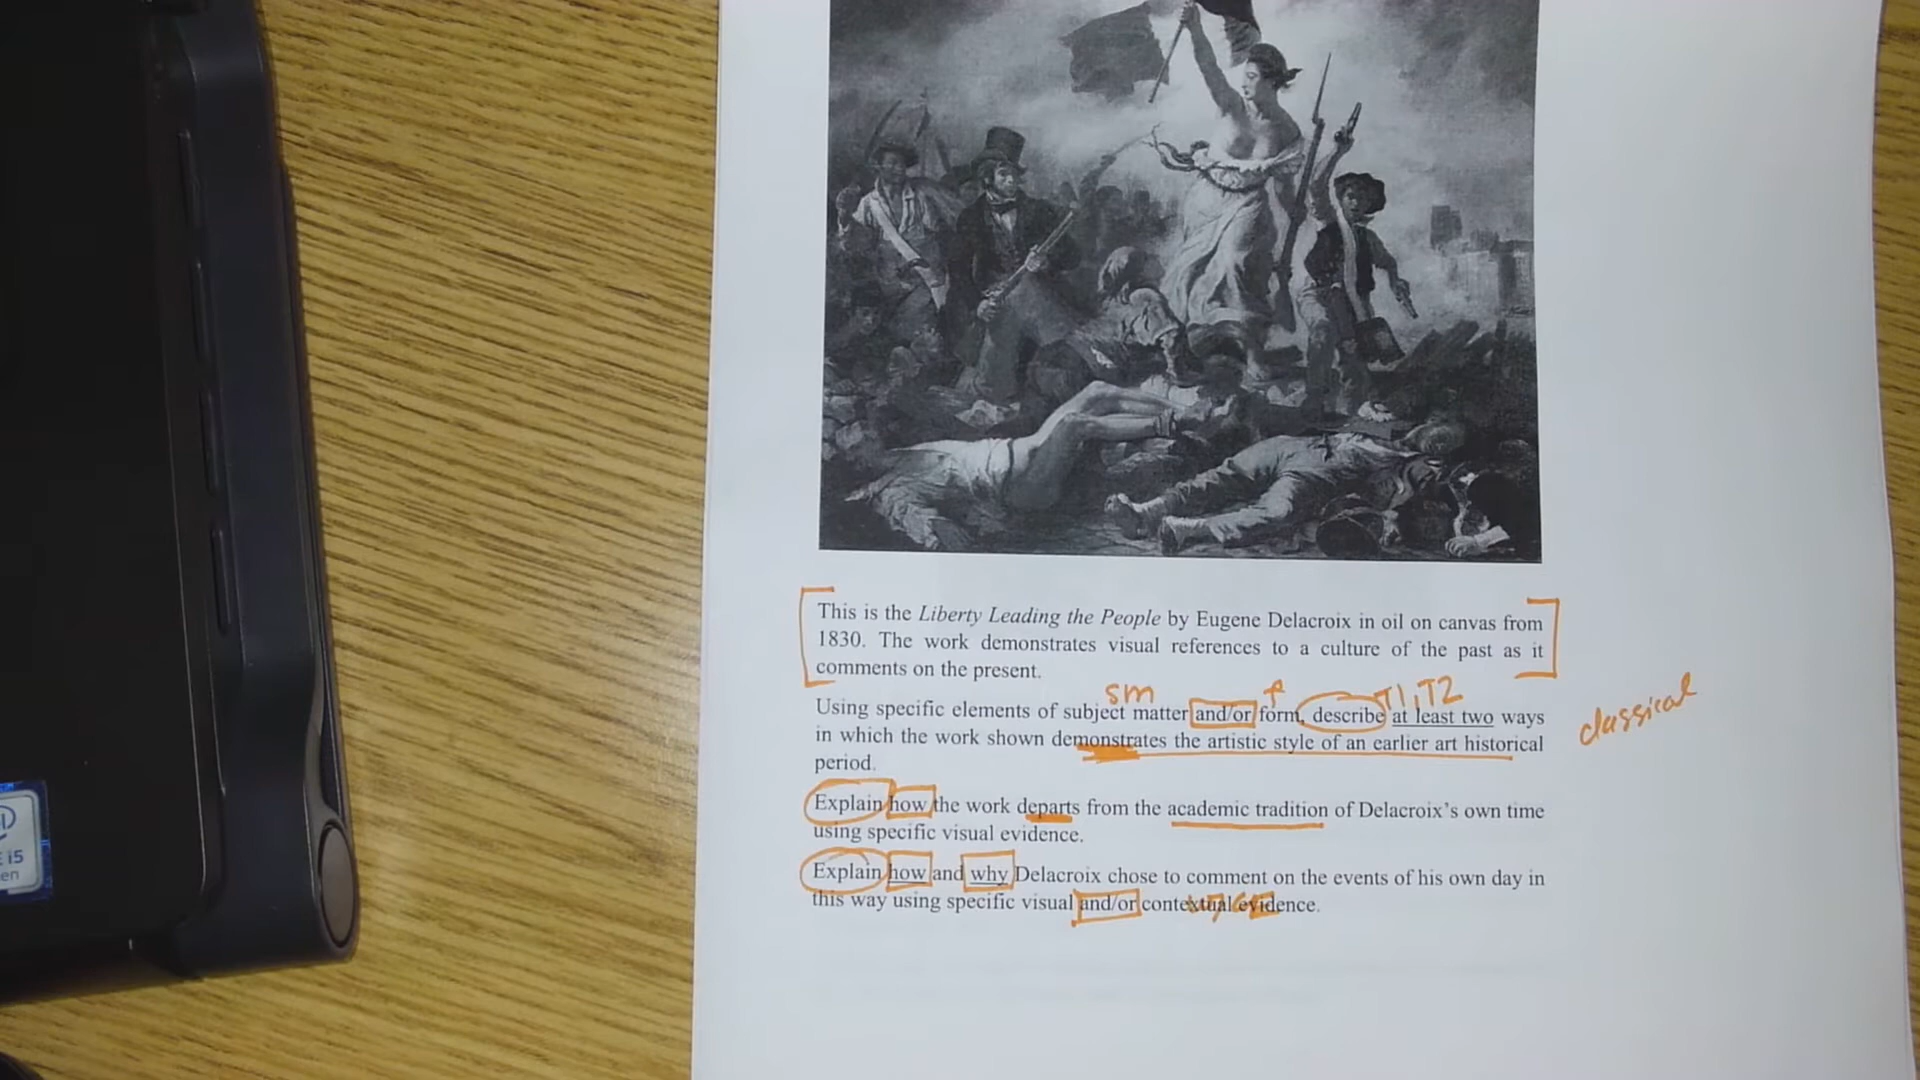 This is the Liberty Leading the People by Eugene Delacroix in oil on canvas from
1830. The work demonstrates visual references to a culture of the past as it
comments on the present.
sm f T1, T2
Using specific elements of subject matter and/or form, describe at least two ways
classical
in which the work shown demonstrates the artistic style of an earlier art historical
period.
Explain how the work departs from the academic tradition of Delacroix's own time
using specific visual evidence.
Explain how and why Delacroix chose to comment on the events of his own day in
this way using specific visual and/or contextual evidence.
i5
en